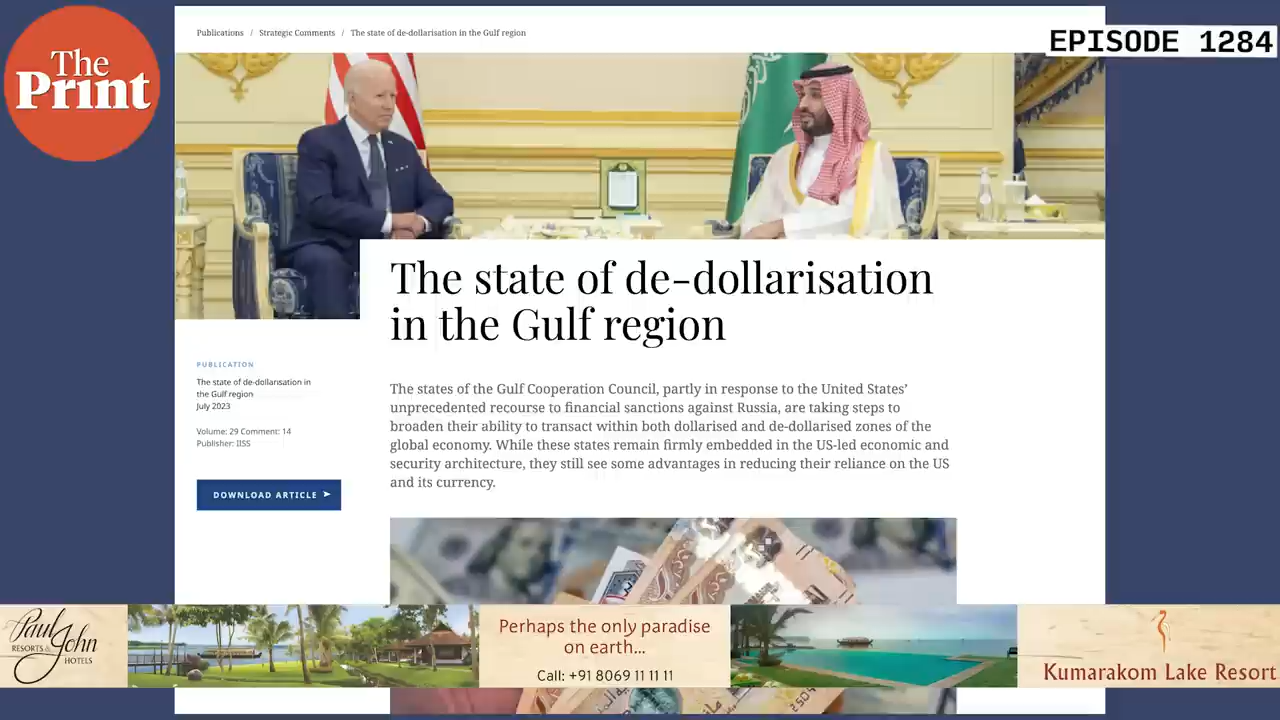 The
Print
EPISODE 1284
Publications / Strategic Comments / The state of de-dollarisation in the Gulf region
The state of de-dollarisation
in the Gulf region
PUBLICATION
The state of de-dollarisation in
the Gulf region
July 2023
Volume: 29 Comment: 14
Publisher: IISS
DOWNLOAD ARTICLE
The states of the Gulf Cooperation Council, partly in response to the United States’
unprecedented recourse to financial sanctions against Russia, are taking steps to
broaden their ability to transact within both dollarised and de-dollarised zones of the
global economy. While these states remain firmly embedded in the US-led economic and
security architecture, they still see some advantages in reducing their reliance on the US
and its currency.
Paul John
RESORTS & HOTELS
Perhaps the only paradise
on earth...
Call: +91 8069 11 11 11
Kumarakom Lake Resort